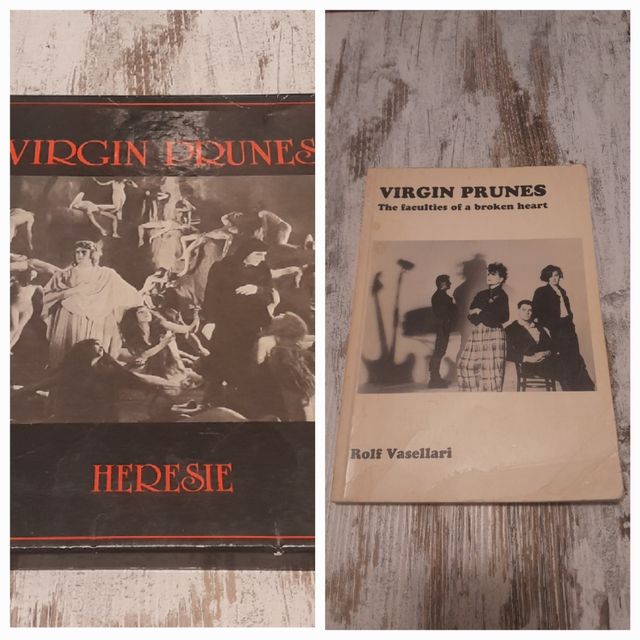 VIRGIN PRUNES
HERESIE
VIRGIN PRUNES
The faculties of a broken heart
Rolf Vasellari